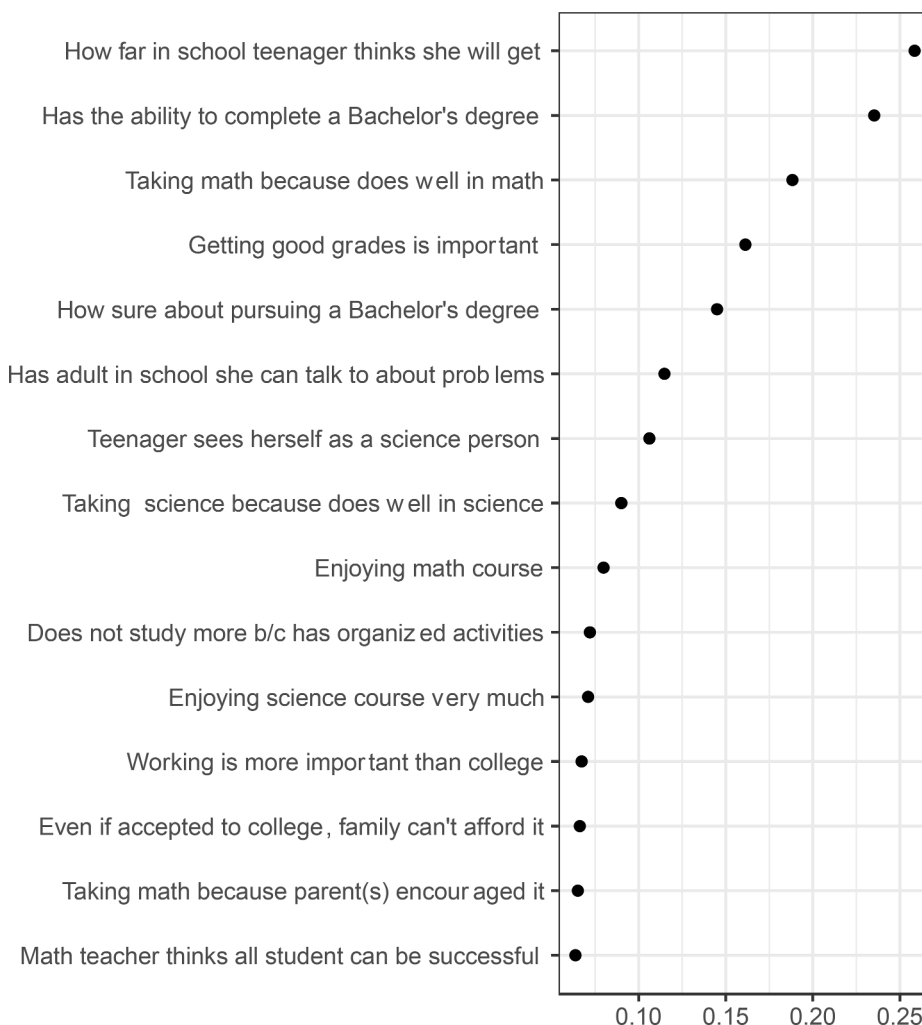 How far in school teenager thinks she will get
Has the ability to complete a Bachelor's degree
Taking math because does well in math
Getting good grades is important
How sure about pursuing a Bachelor's degree
Has adult in school she can talk to about problems
Teenager sees herself as a science person
Taking science because does well in science
Enjoying math course
Does not study more b/c has organized activities
Enjoying science course very much
Working is more important than college
Even if accepted to college, family can't afford it
Taking math because parent(s) encouraged it
Math teacher thinks all student can be successful
0.10 0.15 0.20 0.25